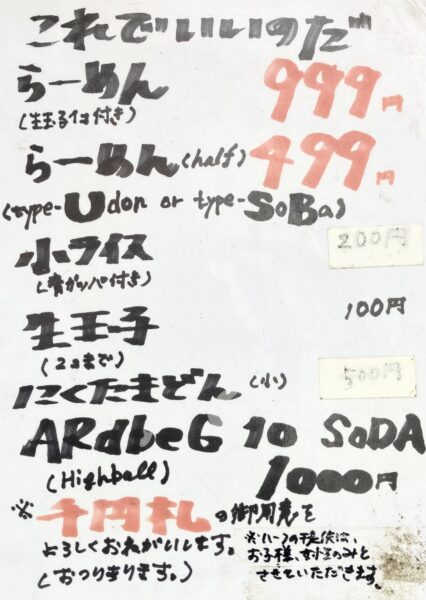 これでいいのだ
らーめん 999円
(生玉子1コ付き)
らーめん(half) 499円
(type-Udon or type-SoBa)
小ライス 200円
(青ガッパ付き)
生玉子 100円
(2コまで)
にくたまどん(小) 500円
ARdbeG 10 SoDA
(Highball) 1000円
※千円札の御用意を
よろしくおねがいします。
(おつりあります。)
※ハーフの提供は、
お子様、女性のみと
させていただきます。